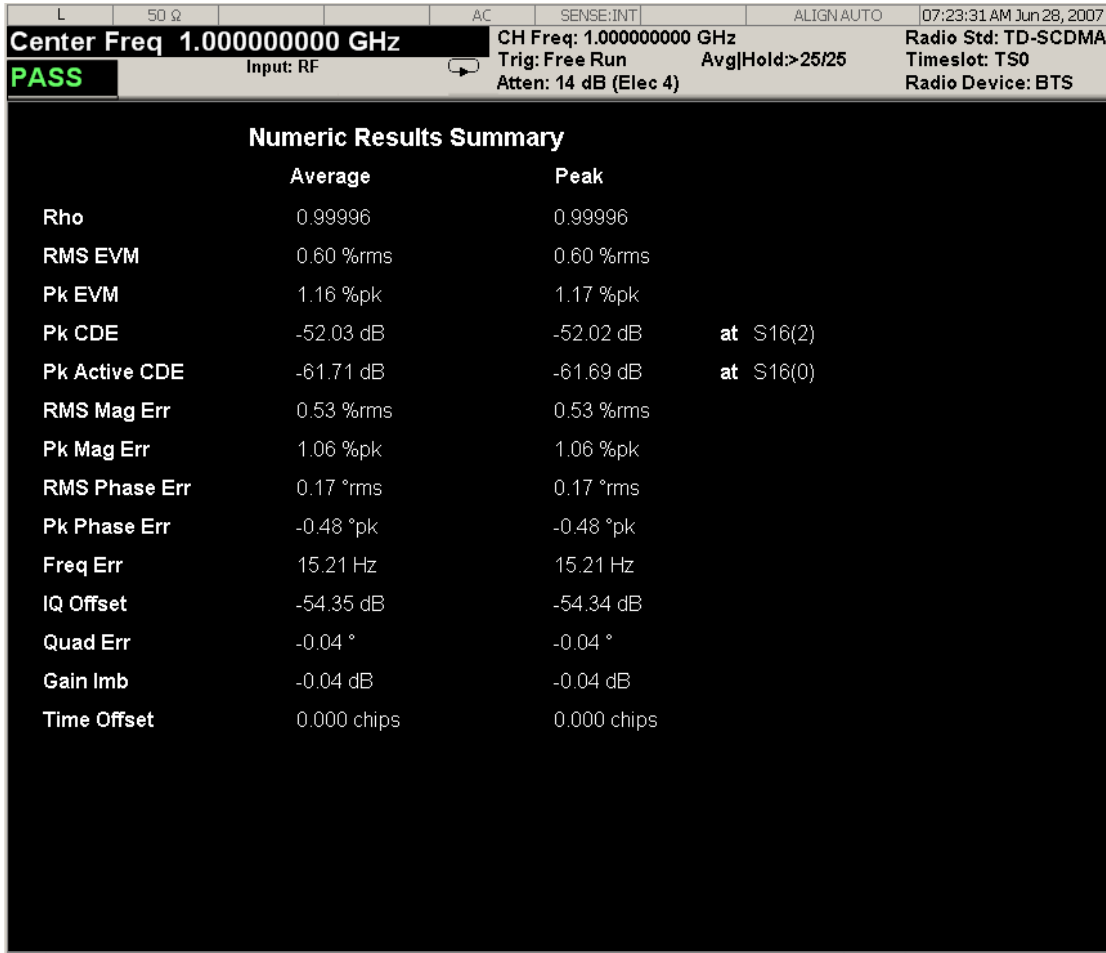 L 50 Ω AC SENSE:INT ALIGN AUTO 07:23:31 AM Jun 28, 2007
Center Freq 1.000000000 GHz CH Freq: 1.000000000 GHz Radio Std: TD-SCDMA
Input: RF Trig: Free Run Avg|Hold:>25/25 Timeslot: TS0
PASS Atten: 14 dB (Elec 4) Radio Device: BTS
Numeric Results Summary
Average Peak
Rho 0.99996 0.99996
RMS EVM 0.60 %rms 0.60 %rms
Pk EVM 1.16 %pk 1.17 %pk
Pk CDE -52.03 dB -52.02 dB at S16(2)
Pk Active CDE -61.71 dB -61.69 dB at S16(0)
RMS Mag Err 0.53 %rms 0.53 %rms
Pk Mag Err 1.06 %pk 1.06 %pk
RMS Phase Err 0.17 °rms 0.17 °rms
Pk Phase Err -0.48 °pk -0.48 °pk
Freq Err 15.21 Hz 15.21 Hz
IQ Offset -54.35 dB -54.34 dB
Quad Err -0.04 ° -0.04 °
Gain Imb -0.04 dB -0.04 dB
Time Offset 0.000 chips 0.000 chips